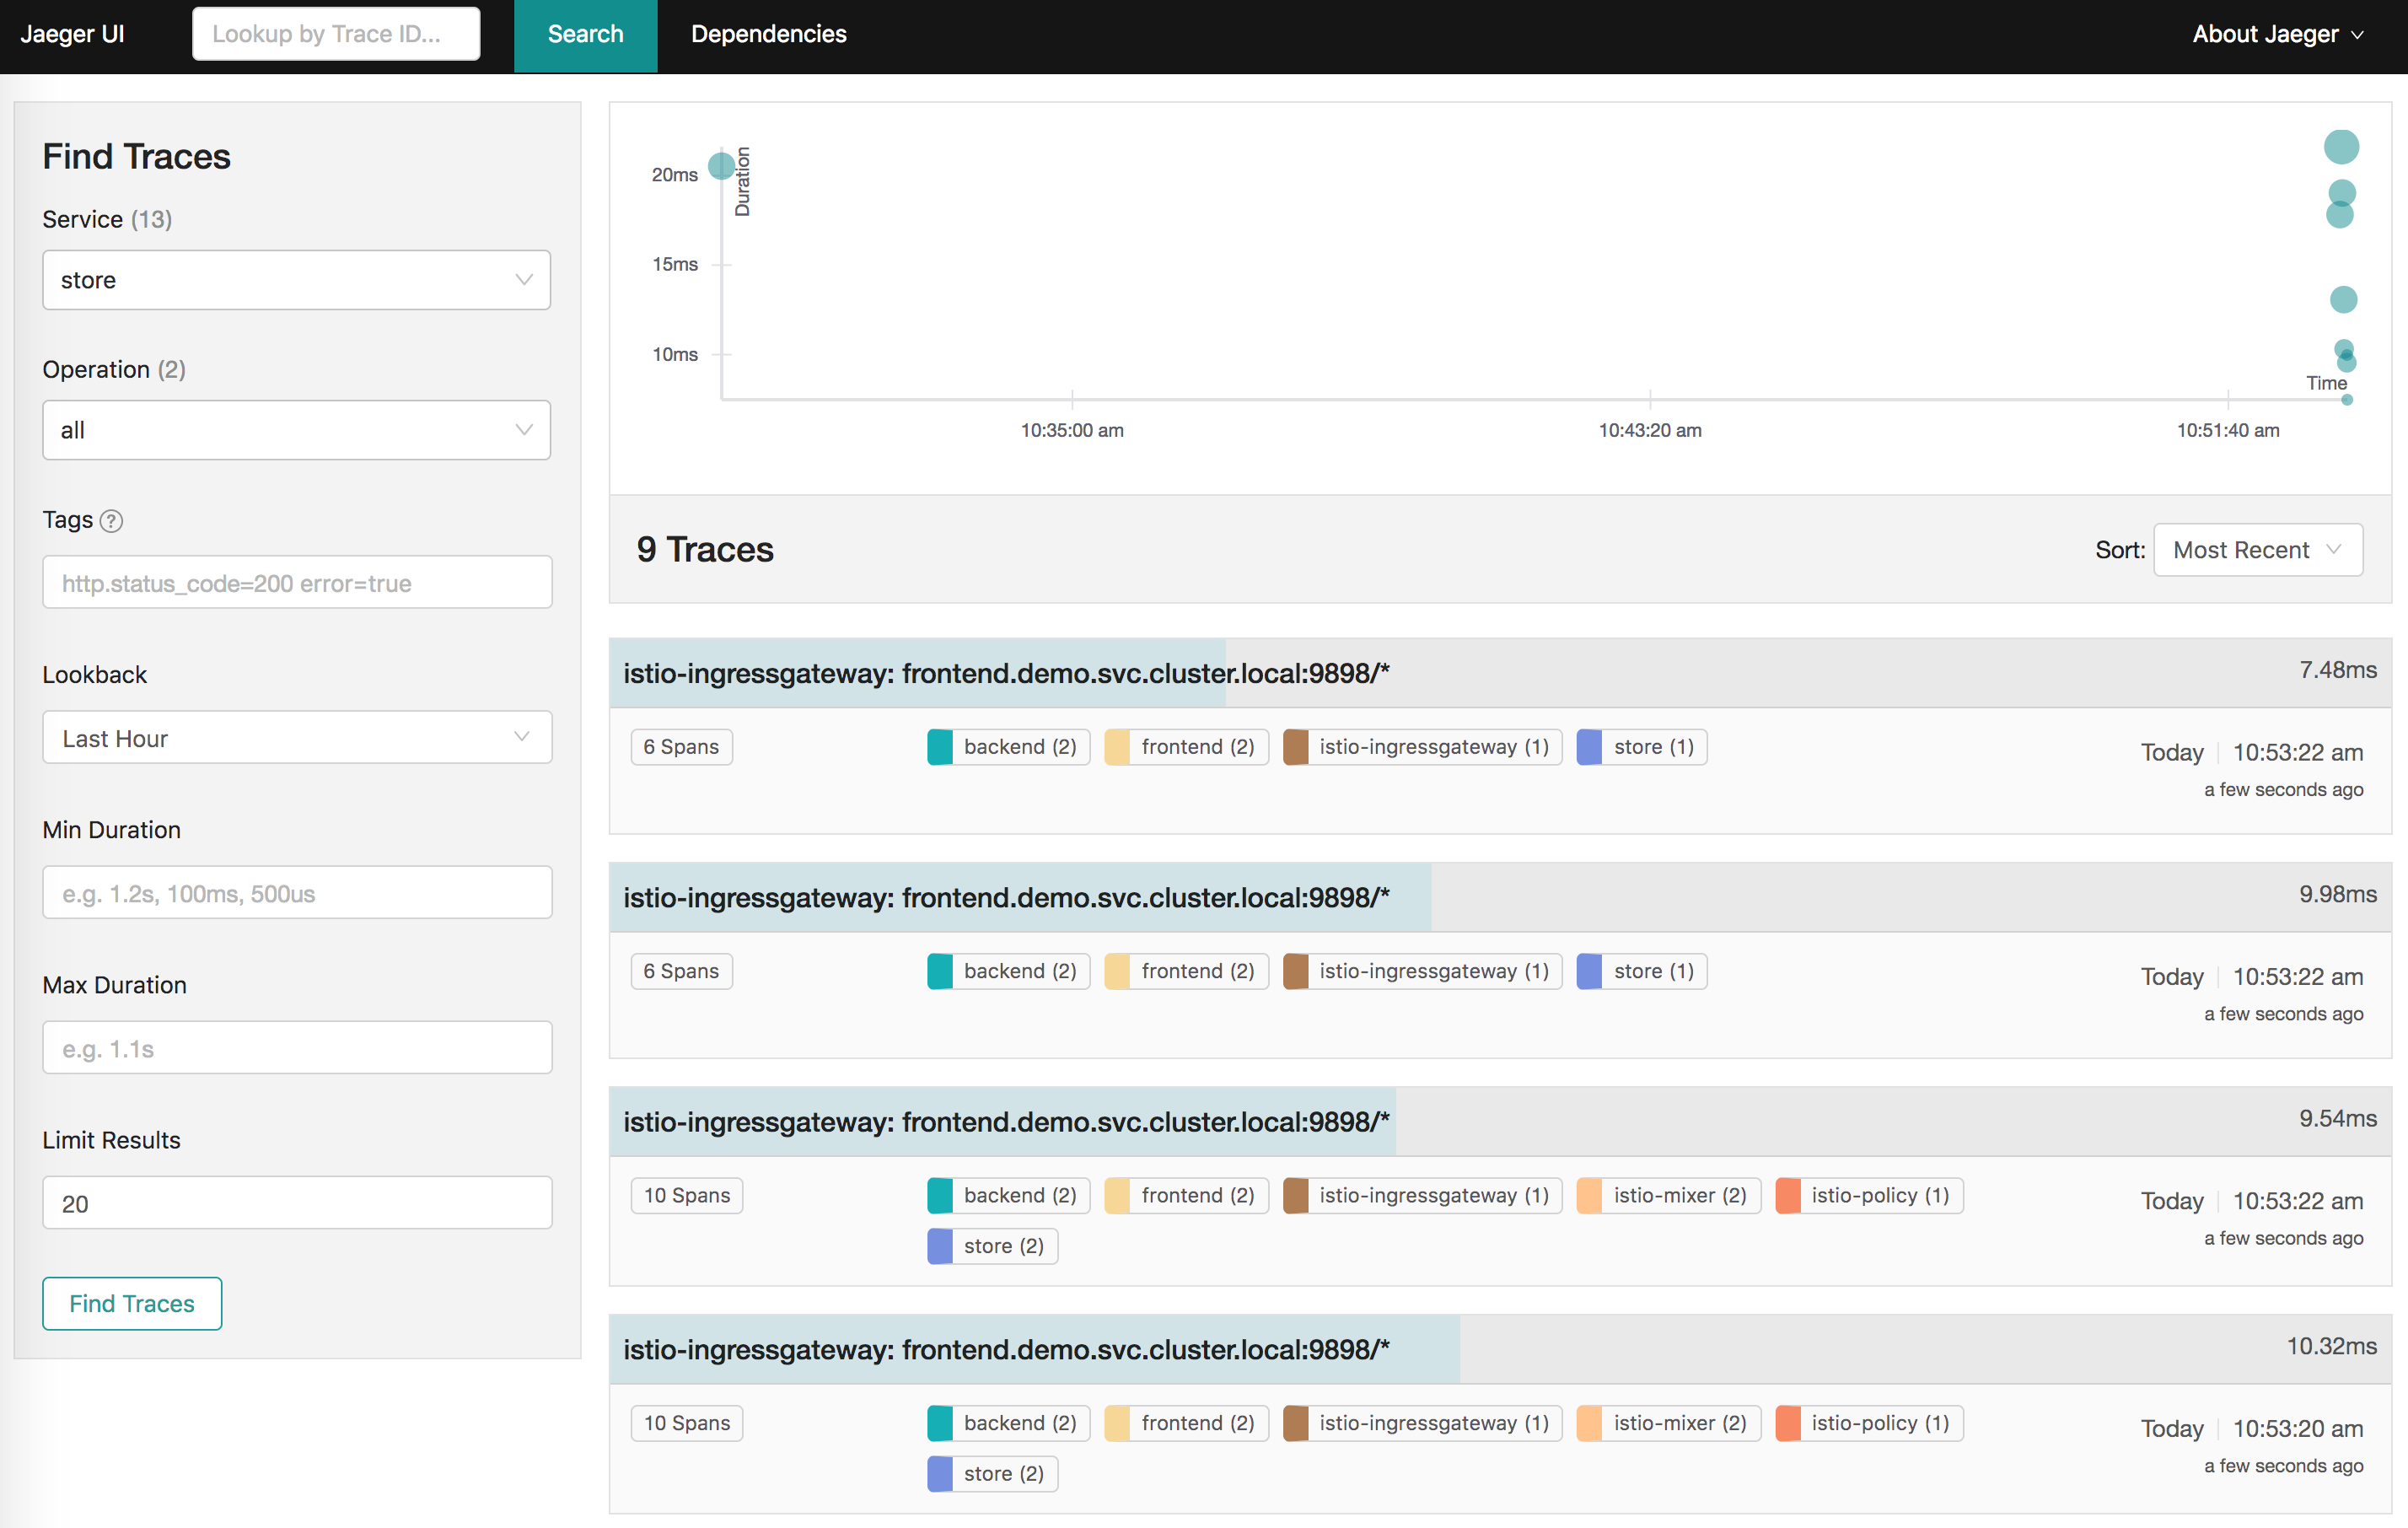 Jaeger UI
Lookup by Trace ID...
Search
Dependencies
About Jaeger
Find Traces
Service (13)
store
Operation (2)
all
Tags ?
http.status_code=200 error=true
Lookback
Last Hour
Min Duration
e.g. 1.2s, 100ms, 500us
Max Duration
e.g. 1.1s
Limit Results
20
Find Traces
Duration
20ms
15ms
10ms
Time
10:35:00 am
10:43:20 am
10:51:40 am
9 Traces
Sort: Most Recent
istio-ingressgateway: frontend.demo.svc.cluster.local:9898/*
7.48ms
6 Spans
backend (2)
frontend (2)
istio-ingressgateway (1)
store (1)
Today 10:53:22 am
a few seconds ago
istio-ingressgateway: frontend.demo.svc.cluster.local:9898/*
9.98ms
6 Spans
backend (2)
frontend (2)
istio-ingressgateway (1)
store (1)
Today 10:53:22 am
a few seconds ago
istio-ingressgateway: frontend.demo.svc.cluster.local:9898/*
9.54ms
10 Spans
backend (2)
frontend (2)
istio-ingressgateway (1)
istio-mixer (2)
istio-policy (1)
store (2)
Today 10:53:22 am
a few seconds ago
istio-ingressgateway: frontend.demo.svc.cluster.local:9898/*
10.32ms
10 Spans
backend (2)
frontend (2)
istio-ingressgateway (1)
istio-mixer (2)
istio-policy (1)
store (2)
Today 10:53:20 am
a few seconds ago